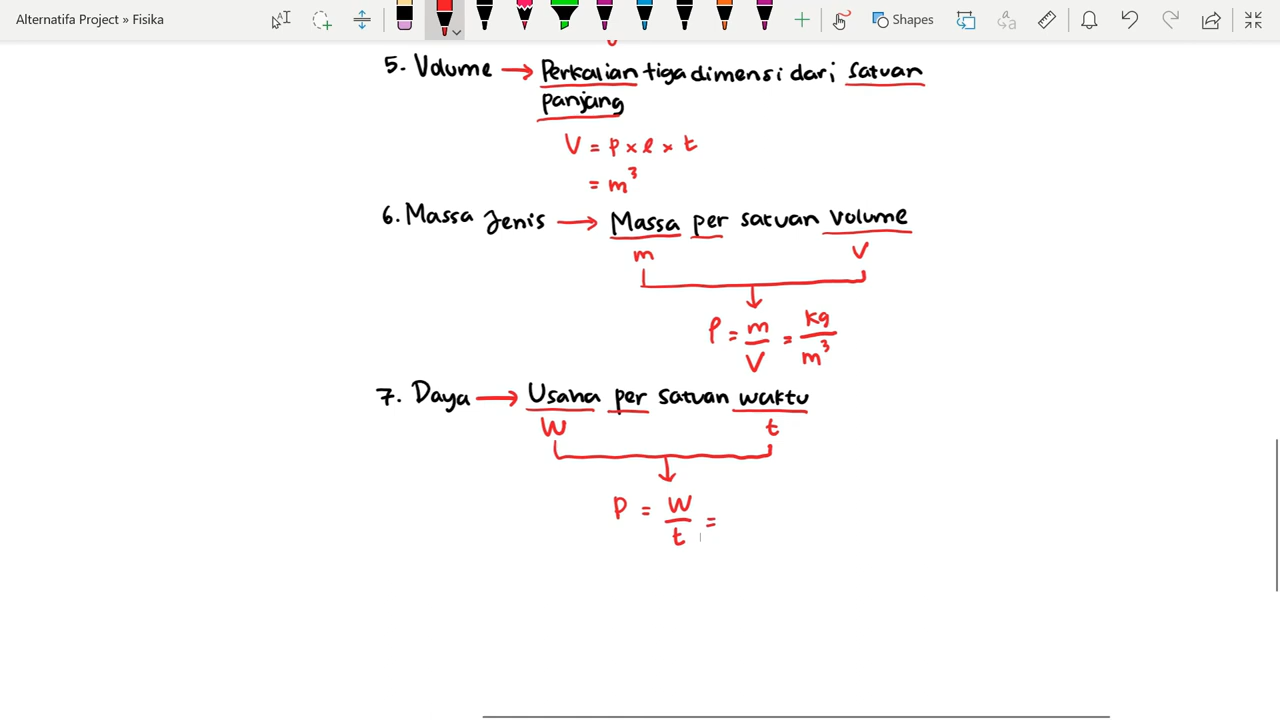 Alternatifa Project » Fisika
Shapes
5. Volume → Perkalian tiga dimensi dari satuan
panjang
V = p × l × t
= m³
6. Massa Jenis → Massa per satuan volume
m V
ρ = m/V = kg/m³
7. Daya → Usaha per satuan waktu
W t
P = W/t =